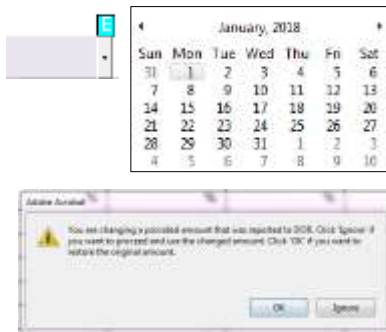 E
January, 2018
Sun Mon Tue Wed Thu Fri Sat
31 1 2 3 4 5 6
7 8 9 10 11 12 13
14 15 16 17 18 19 20
21 22 23 24 25 26 27
28 29 30 31 1 2 3
4 5 6 7 8 9 10
Adobe Acrobat
You are changing a prorated amount that was reported to DOR. Click 'Ignore' if
you want to proceed and use the changed amount. Click 'OK' if you want to
restore the original amount.
OK Ignore